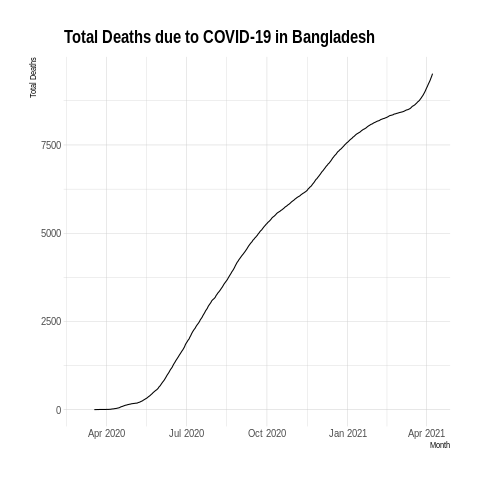 Total Deaths due to COVID-19 in Bangladesh
Total Deaths
7500
5000
2500
0
Apr 2020
Jul 2020
Oct 2020
Jan 2021
Apr 2021
Month